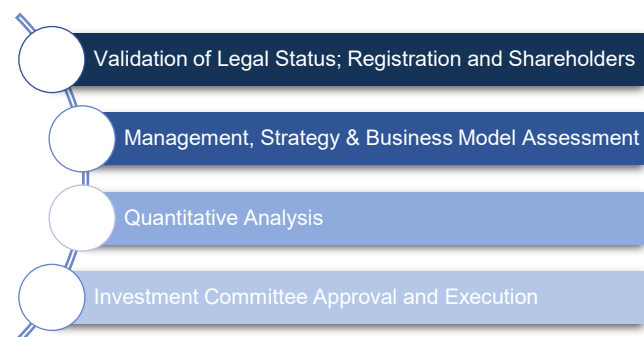 Validation of Legal Status; Registration and Shareholders
Management, Strategy & Business Model Assessment
Quantitative Analysis
Investment Committee Approval and Execution